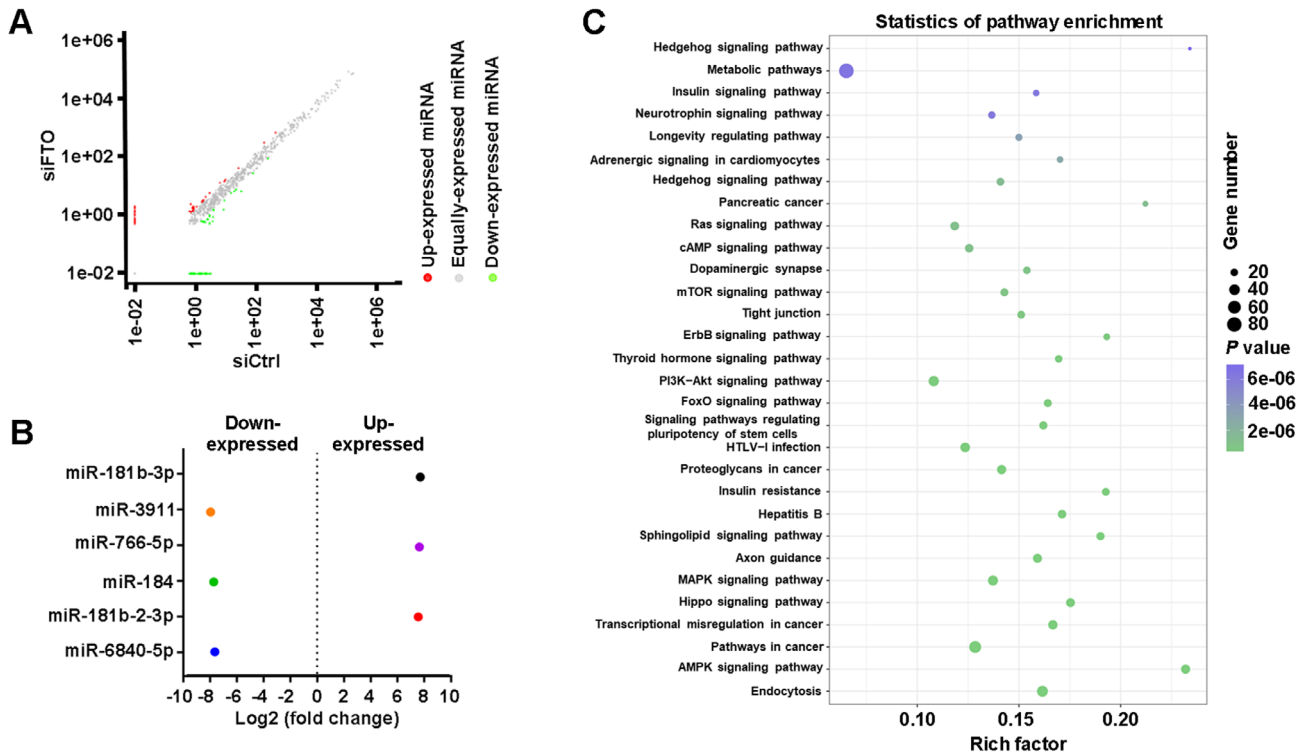 A
siFTO
1e+06
1e+04
1e+02
1e+00
1e-02
1e-02
1e+00
1e+02
1e+04
1e+06
siCtrl
Up-expressed miRNA
Equally-expressed miRNA
Down-expressed miRNA
B
Down-
expressed
Up-
expressed
miR-181b-3p
miR-3911
miR-766-5p
miR-184
miR-181b-2-3p
miR-6840-5p
-10 -8 -6 -4 -2 0 2 4 6 8 10
Log2 (fold change)
C
Statistics of pathway enrichment
Hedgehog signaling pathway
Metabolic pathways
Insulin signaling pathway
Neurotrophin signaling pathway
Longevity regulating pathway
Adrenergic signaling in cardiomyocytes
Hedgehog signaling pathway
Pancreatic cancer
Ras signaling pathway
cAMP signaling pathway
Dopaminergic synapse
mTOR signaling pathway
Tight junction
ErbB signaling pathway
Thyroid hormone signaling pathway
PI3K−Akt signaling pathway
FoxO signaling pathway
Signaling pathways regulating
pluripotency of stem cells
HTLV−I infection
Proteoglycans in cancer
Insulin resistance
Hepatitis B
Sphingolipid signaling pathway
Axon guidance
MAPK signaling pathway
Hippo signaling pathway
Transcriptional misregulation in cancer
Pathways in cancer
AMPK signaling pathway
Endocytosis
0.10 0.15 0.20
Rich factor
Gene number
20
40
60
80
P value
6e-06
4e-06
2e-06